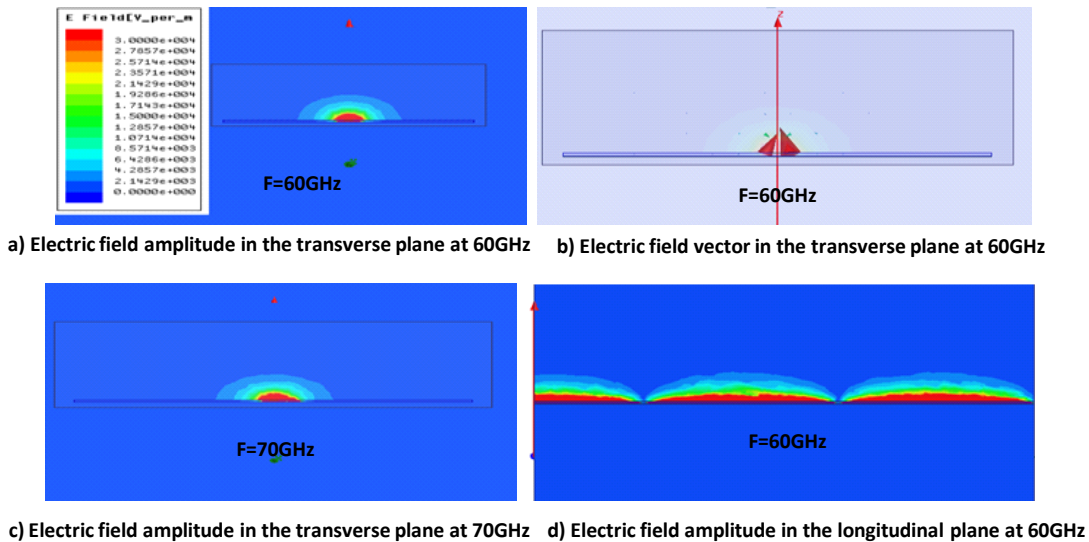 E Field[V_per_m
3.0000e+004
2.7857e+004
2.5714e+004
2.3571e+004
2.1429e+004
1.9286e+004
1.7143e+004
1.5000e+004
1.2857e+004
1.0714e+004
8.5714e+003
6.4286e+003
4.2857e+003
2.1429e+003
0.0000e+000
F=60GHz
z
F=60GHz
a) Electric field amplitude in the transverse plane at 60GHz
b) Electric field vector in the transverse plane at 60GHz
F=70GHz
F=60GHz
c) Electric field amplitude in the transverse plane at 70GHz
d) Electric field amplitude in the longitudinal plane at 60GHz